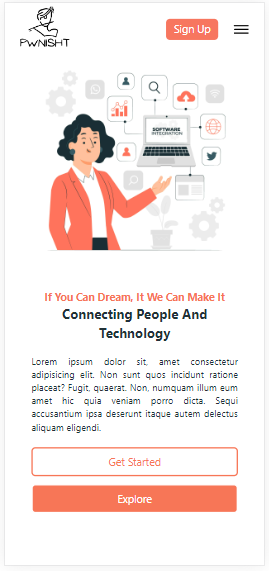 PWNISHT
Sign Up
SOFTWARE
INTEGRATION
If You Can Dream, It We Can Make It
Connecting People And
Technology
Lorem ipsum dolor sit, amet consectetur
adipisicing elit. Non sunt quos incidunt ratione
placeat? Fugit, quaerat. Non, numquam illum eum
amet hic quia veniam porro dicta. Sequi
accusantium ipsa deserunt itaque autem delectus
aliquam eligendi.
Get Started
Explore